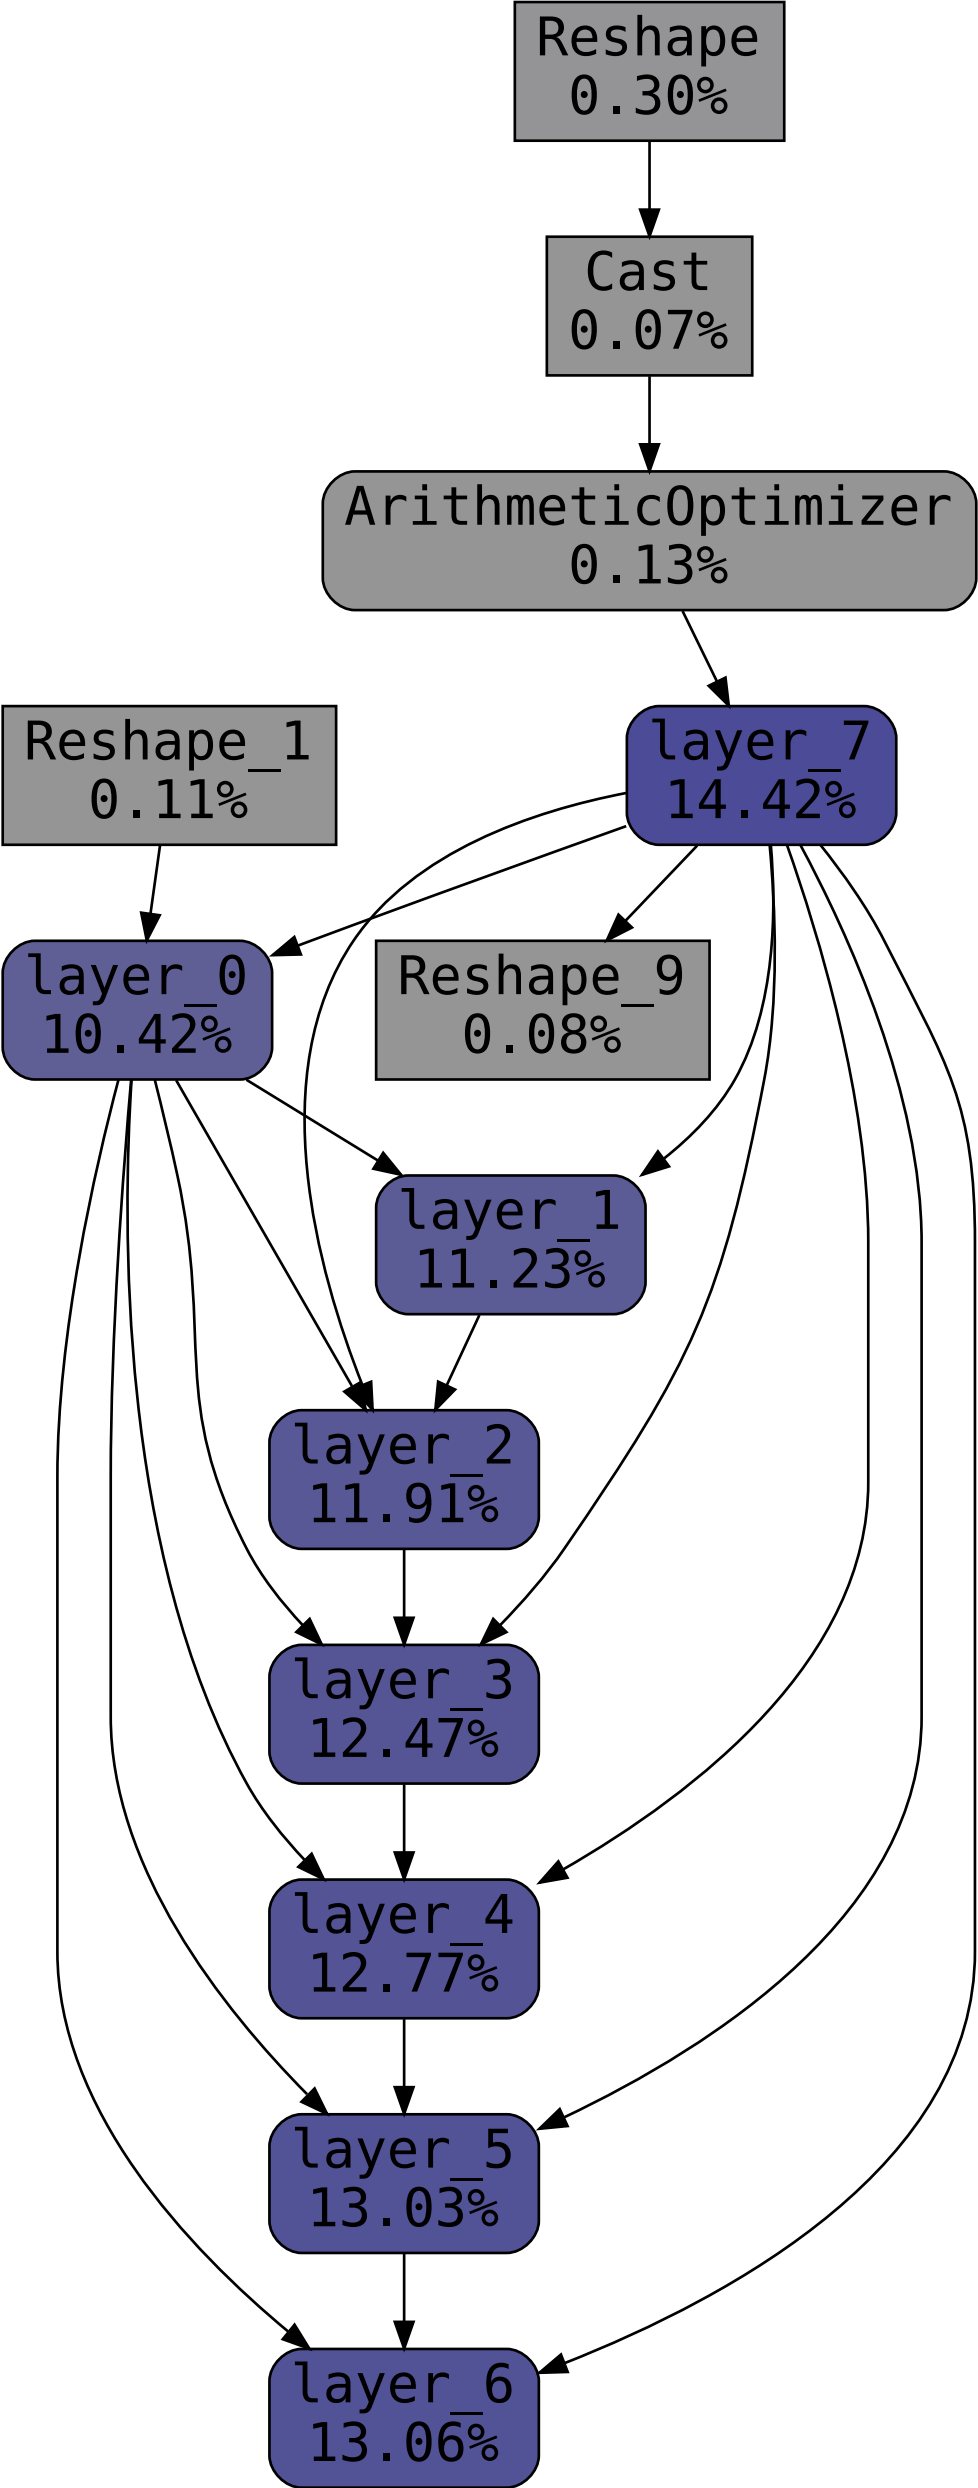 Reshape
0.30%
Cast
0.07%
ArithmeticOptimizer
0.13%
Reshape_1
0.11%
layer_7
14.42%
layer_0
10.42%
Reshape_9
0.08%
layer_1
11.23%
layer_2
11.91%
layer_3
12.47%
layer_4
12.77%
layer_5
13.03%
layer_6
13.06%